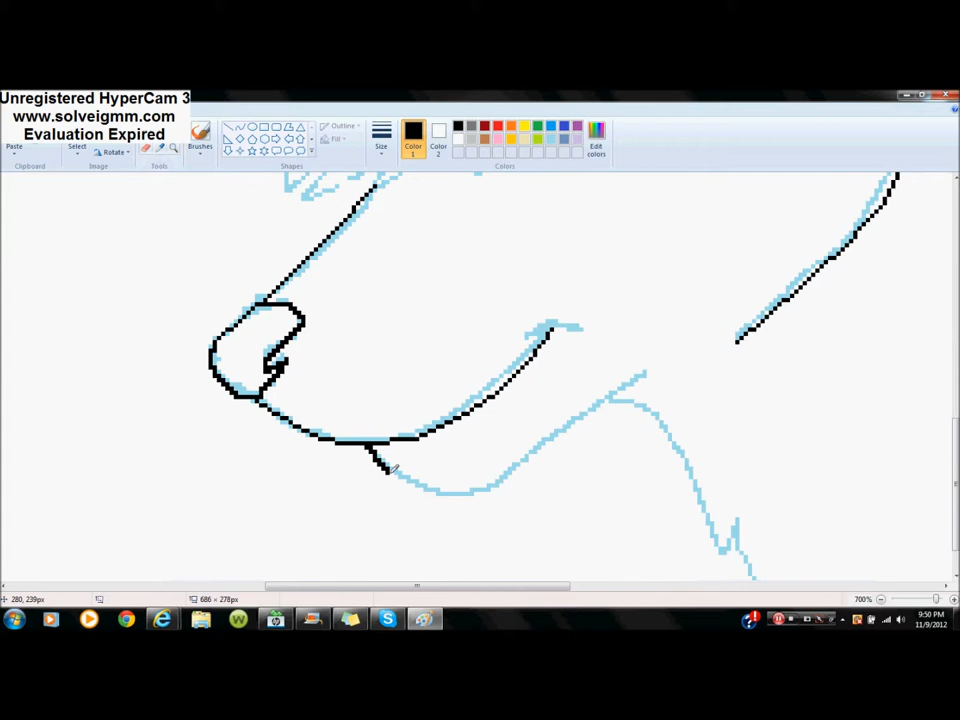 Unregistered HyperCam 3
www.solveigmm.com
Evaluation Expired
Paste
Clipboard
Select
Rotate
Image
Tools
Brushes
Outline
Fill
Shapes
Size
Color 1
Color 2
Edit colors
Colors
280, 239px
686 × 278px
700%
9:50 PM
11/9/2012